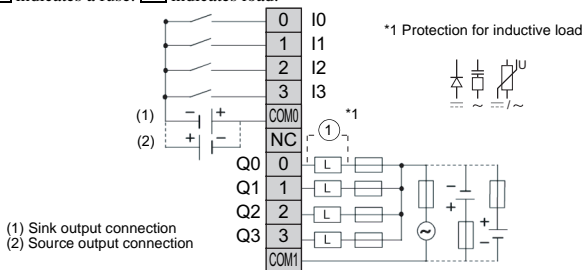 indicates a fuse. indicates load.
0 I0
1 I1
2 I2
3 I3
*1 Protection for inductive load
U
~ /~
(1) - + COM0
(2) + - NC
*1
1
Q0 0 L
Q1 1 L
Q2 2 L
Q3 3 L
COM1
~
- +
+ -
(1) Sink output connection
(2) Source output connection